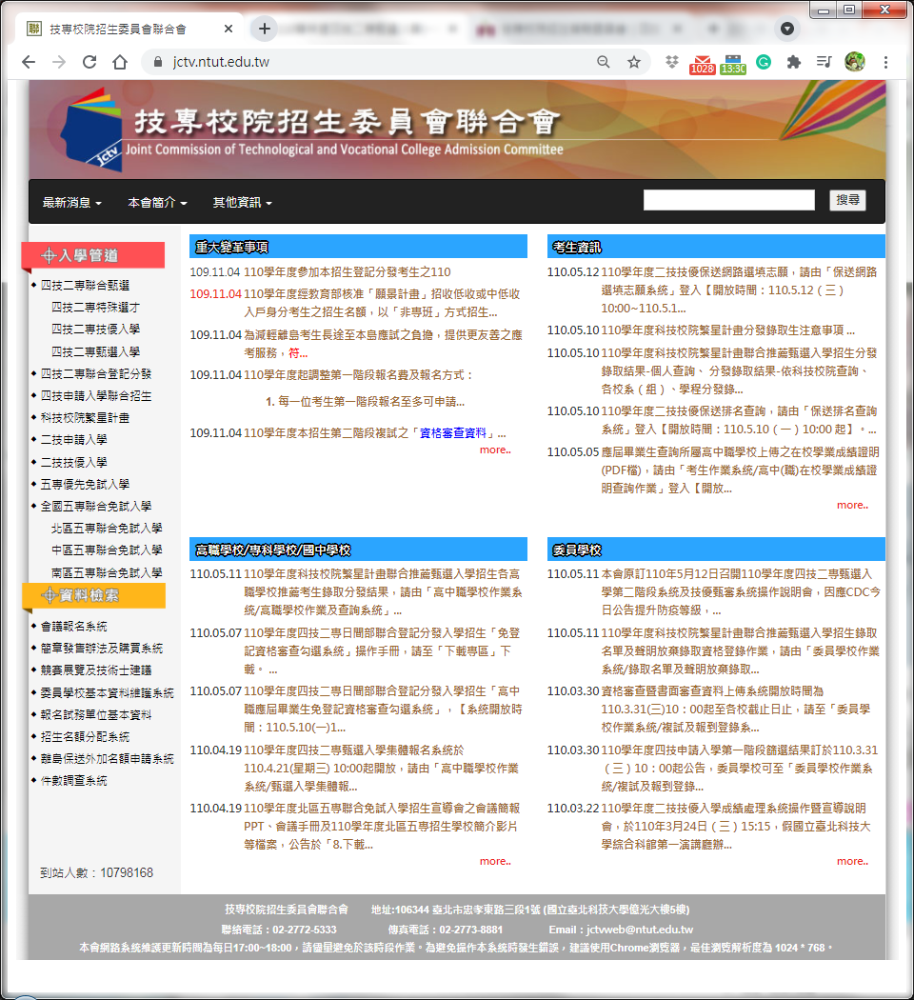 技專校院招生委員會聯合會
jctv.ntut.edu.tw
1028
13:30
jctv
技專校院招生委員會聯合會
Joint Commission of Technological and Vocational College Admission Committee
最新消息
本會簡介
其他資訊
搜尋
入學管道
四技二專聯合甄選
四技二專特殊選才
四技二專技優入學
四技二專甄選入學
四技二專聯合登記分發
四技申請入學聯合招生
科技校院繁星計畫
二技申請入學
二技技優入學
五專優先免試入學
全國五專聯合免試入學
北區五專聯合免試入學
中區五專聯合免試入學
南區五專聯合免試入學
資料檢索
會議報名系統
簡章發售辦法及購買系統
競賽展覽及技術士建議
委員學校基本資料維護系統
報名試務單位基本資料
招生名額分配系統
離島保送外加名額申請系統
件數調查系統
到站人數：10798168
重大變革事項
109.11.04 110學年度參加本招生登記分發考生之110
109.11.04 110學年度經教育部核准「願景計畫」招收低收或中低收
入戶身分考生之招生名額，以「非專班」方式招生...
109.11.04 為減輕離島考生長途至本島應試之負擔，提供更友善之應
考服務，符...
109.11.04 110學年度起調整第一階段報名費及報名方式：
1. 每一位考生第一階段報名至多可申請...
109.11.04 110學年度本招生第二階段複試之「資格審查資料」...
more..
考生資訊
110.05.12 110學年度二技技優保送網路選填志願，請由「保送網路
選填志願系統」登入【開放時間：110.5.12（三）
10:00~110.5.1...
110.05.10 110學年度科技校院繁星計畫分發錄取生注意事項 ...
110.05.10 110學年度科技校院繁星計畫聯合推薦甄選入學招生分發
錄取結果-個人查詢、 分發錄取結果-依科技校院查詢、
各校系（組）、學程分發錄...
110.05.10 110學年度二技技優保送排名查詢，請由「保送排名查詢
系統」登入【開放時間：110.5.10（一）10:00 起】。...
110.05.05 應屆畢業生查詢所屬高中職學校上傳之在校學業成績證明
(PDF檔)，請由「考生作業系統/高中(職)在校學業成績證
明查詢作業」登入【開放...
more..
高職學校/專科學校/國中學校
110.05.11 110學年度科技校院繁星計畫聯合推薦甄選入學招生各高
職學校推薦考生錄取分發結果，請由「高中職學校作業系
統/高職學校作業及查詢系統」...
110.05.07 110學年度四技二專日間部聯合登記分發入學招生「免登
記資格審查勾選系統」操作手冊，請至「下載專區」下
載。 ...
110.05.07 110學年度四技二專日間部聯合登記分發入學招生「高中
職應屆畢業生免登記資格審查勾選系統」，【系統開放時
間：110.5.10(一)1...
110.04.19 110學年度四技二專甄選入學集體報名系統於
110.4.21(星期三) 10:00起開放，請由「高中職學校作業
系統/甄選入學集體報...
110.04.19 110學年度北區五專聯合免試入學招生宣導會之會議簡報
PPT、會議手冊及110學年度北區五專招生學校簡介影片
等檔案，公告於「8.下載...
more..
委員學校
110.05.11 本會原訂110年5月12日召開110學年度四技二專甄選入
學第二階段系統及技優甄審系統操作說明會，因應CDC今
日公告提升防疫等級，...
110.05.11 110學年度科技校院繁星計畫聯合推薦甄選入學招生錄取
名單及聲明放棄錄取資格登錄作業，請由「委員學校作業
系統/錄取名單及聲明放棄錄取...
110.03.30 資格審查暨書面審查資料上傳系統開放時間為
110.3.31(三)10：00起至各校截止日止，請至「委員學
校作業系統/複試及報到登錄系...
110.03.30 110學年度四技申請入學第一階段篩選結果訂於110.3.31
（三）10：00起公告，委員學校可至「委員學校作業系
統/複試及報到登錄...
110.03.22 110學年度二技技優入學成績處理系統操作暨宣導說明
會，於110年3月24日（三）15:15，假國立臺北科技大
學綜合科館第一演講廳辦...
more..
技專校院招生委員會聯合會 地址:106344 臺北市忠孝東路三段1號 (國立臺北科技大學億光大樓5樓)
聯絡電話：02-2772-5333 傳真電話：02-2773-8881 Email：jctvweb@ntut.edu.tw
本會網路系統維護更新時間為每日17:00~18:00，請儘量避免於該時段作業。為避免操作本系統時發生錯誤，建議使用Chrome瀏覽器，最佳瀏覽解析度為 1024 * 768。